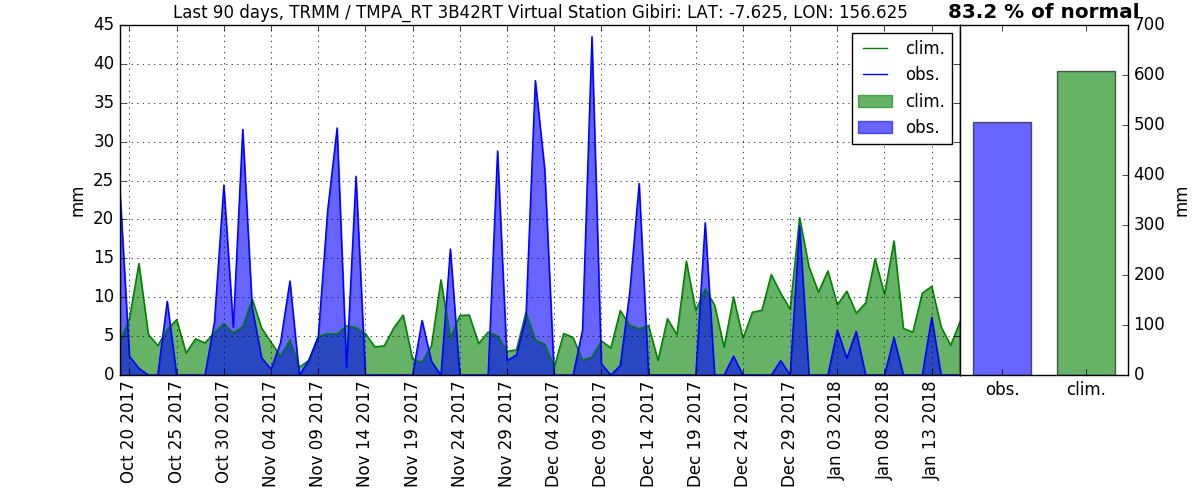 Last 90 days, TRMM / TMPA_RT 3B42RT Virtual Station Gibiri: LAT: -7.625, LON: 156.625
83.2 % of normal
45
40
35
30
25
20
15
10
5
0
mm
clim.
obs.
clim.
obs.
Oct 20 2017
Oct 25 2017
Oct 30 2017
Nov 04 2017
Nov 09 2017
Nov 14 2017
Nov 19 2017
Nov 24 2017
Nov 29 2017
Dec 04 2017
Dec 09 2017
Dec 14 2017
Dec 19 2017
Dec 24 2017
Dec 29 2017
Jan 03 2018
Jan 08 2018
Jan 13 2018
700
600
500
400
300
200
100
0
mm
obs.
clim.